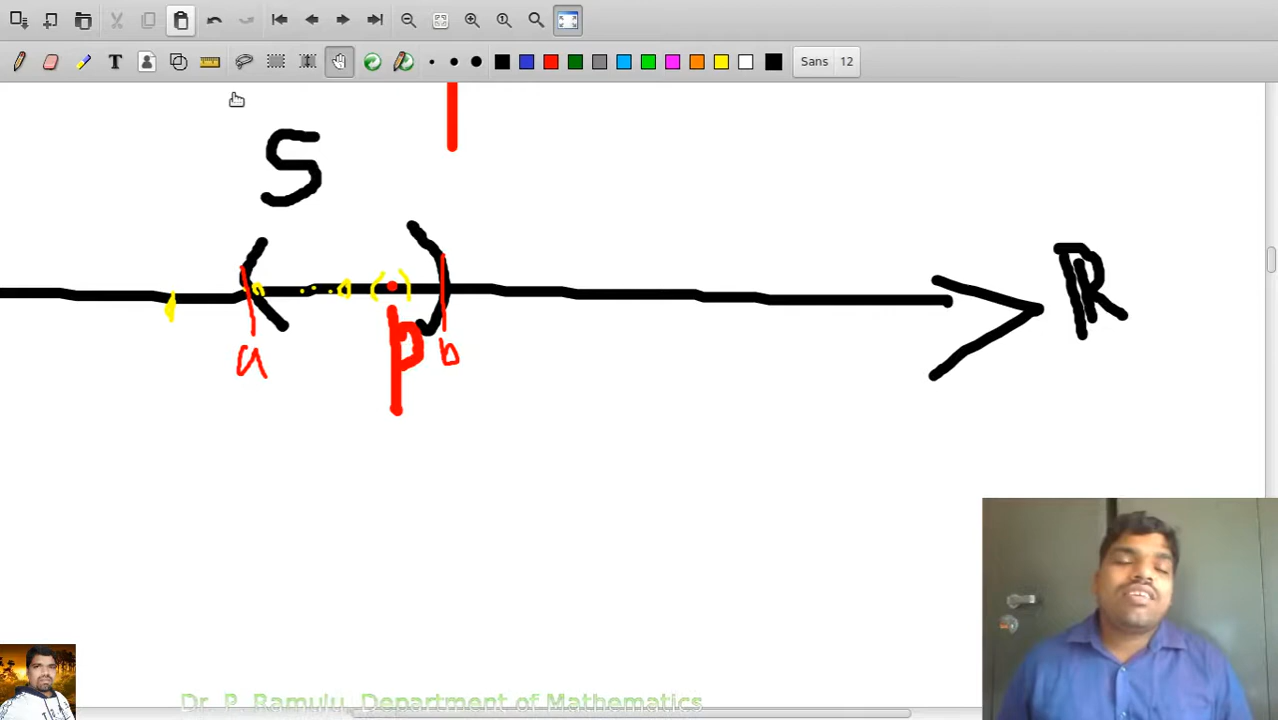 Sans 12
S
ℝ
a
p
b
Dr. P. Ramulu, Department of Mathematics